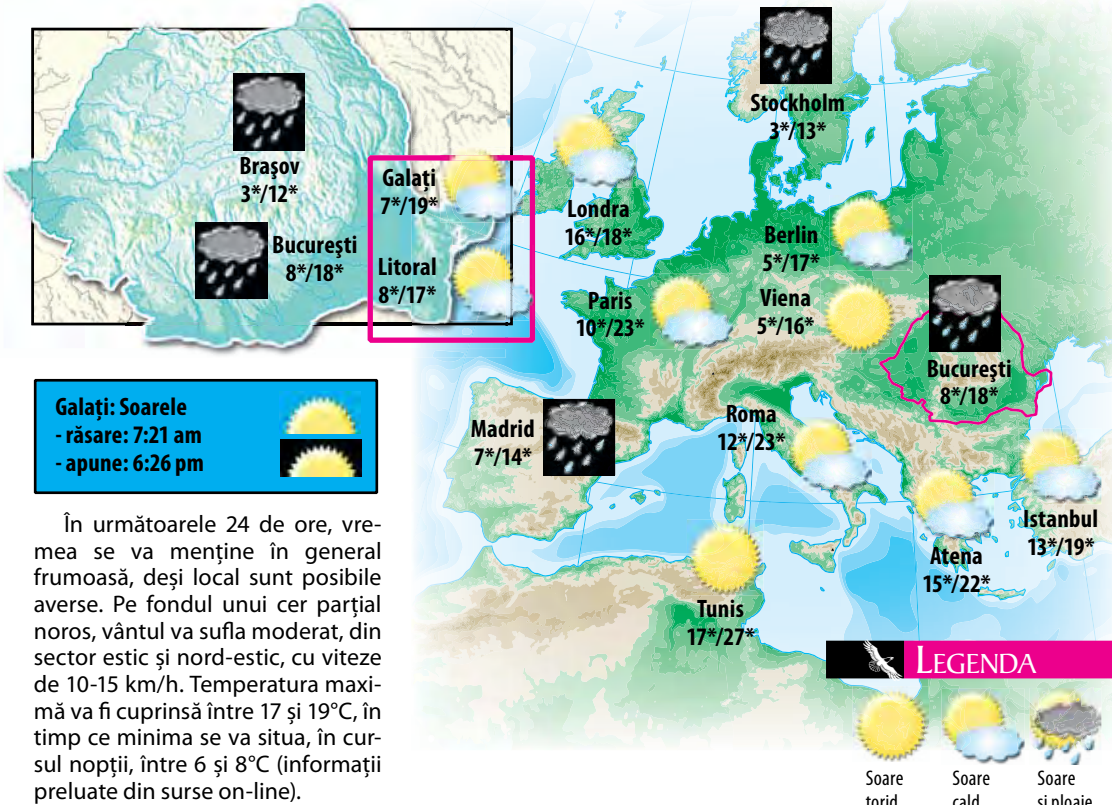 Brașov
3*/12*
București
8*/18*
Galați
7*/19*
Litoral
8*/17*
Stockholm
3*/13*
Londra
16*/18*
Berlin
5*/17*
Paris
10*/23*
Viena
5*/16*
București
8*/18*
Madrid
7*/14*
Roma
12*/23*
Istanbul
13*/19*
Atena
15*/22*
Tunis
17*/27*
Galați: Soarele
- răsare: 7:21 am
- apune: 6:26 pm
În următoarele 24 de ore, vre-
mea se va menține în general
frumoasă, deși local sunt posibile
averse. Pe fondul unui cer parțial
noros, vântul va sufla moderat, din
sector estic și nord-estic, cu viteze
de 10-15 km/h. Temperatura maxi-
mă va fi cuprinsă între 17 și 19°C, în
timp ce minima se va situa, în cur-
sul nopții, între 6 și 8°C (informații
preluate din surse on-line).
LEGENDA
Soare
torid
Soare
cald
Soare
și ploaie